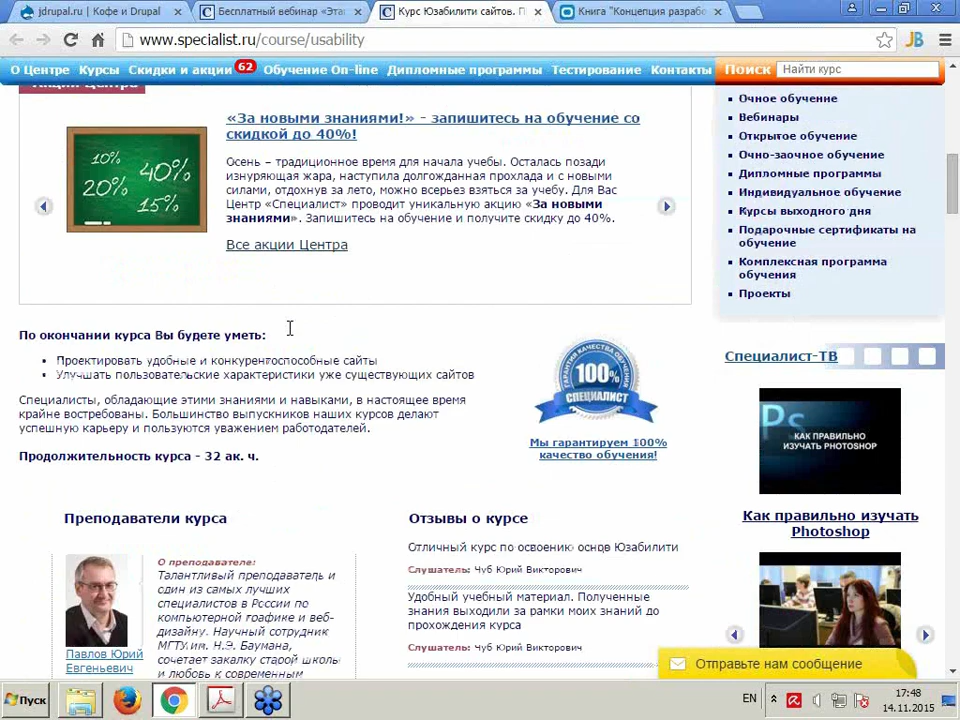 jdrupal.ru | Кофе и Drupal
Бесплатный вебинар «Эта
Курс Юзабилити сайтов. П
Книга "Концепция разрабо
www.specialist.ru/course/usability
JB
О Центре Курсы Скидки и акции 62 Обучение On-line Дипломные программы Тестирование Контакты Поиск Найти курс
Акции Центра
10% 40%
20% 15%
«За новыми знаниями!» - запишитесь на обучение со
скидкой до 40%!
Осень – традиционное время для начала учебы. Осталась позади
изнуряющая жара, наступила долгожданная прохлада и с новыми
силами, отдохнув за лето, можно всерьез взяться за учебу. Для Вас
Центр «Специалист» проводит уникальную акцию «За новыми
знаниями». Запишитесь на обучение и получите скидку до 40%.
Все акции Центра
Очное обучение
Вебинары
Открытое обучение
Очно-заочное обучение
Дипломные программы
Индивидуальное обучение
Курсы выходного дня
Подарочные сертификаты на
обучение
Комплексная программа
обучения
Проекты
По окончании курса Вы будете уметь:
Проектировать удобные и конкурентоспособные сайты
Улучшать пользовательские характеристики уже существующих сайтов
Специалисты, обладающие этими знаниями и навыками, в настоящее время
крайне востребованы. Большинство выпускников наших курсов делают
успешную карьеру и пользуются уважением работодателей.
Продолжительность курса - 32 ак. ч.
ГАРАНТИЯ КАЧЕСТВА ОБУЧЕНИЯ
100%
СПЕЦИАЛИСТ
Мы гарантируем 100%
качество обучения!
Специалист-ТВ
Ps
КАК ПРАВИЛЬНО
ИЗУЧАТЬ PHOTOSHOP
Как правильно изучать
Photoshop
Преподаватели курса
О преподавателе:
Талантливый преподаватель и
один из самых лучших
специалистов в России по
компьютерной графике и веб-
дизайну. Научный сотрудник
МГТУ им. Н.Э. Баумана,
сочетает закалку старой школы
и любовь к современным
Павлов Юрий
Евгеньевич
Отзывы о курсе
Отличный курс по освоению основ Юзабилити
Слушатель: Чуб Юрий Викторович
Удобный учебный материал. Полученные
знания выходили за рамки моих знаний до
прохождения курса
Слушатель: Чуб Юрий Викторович
Отправьте нам сообщение
Пуск
EN
17:48
14.11.2015